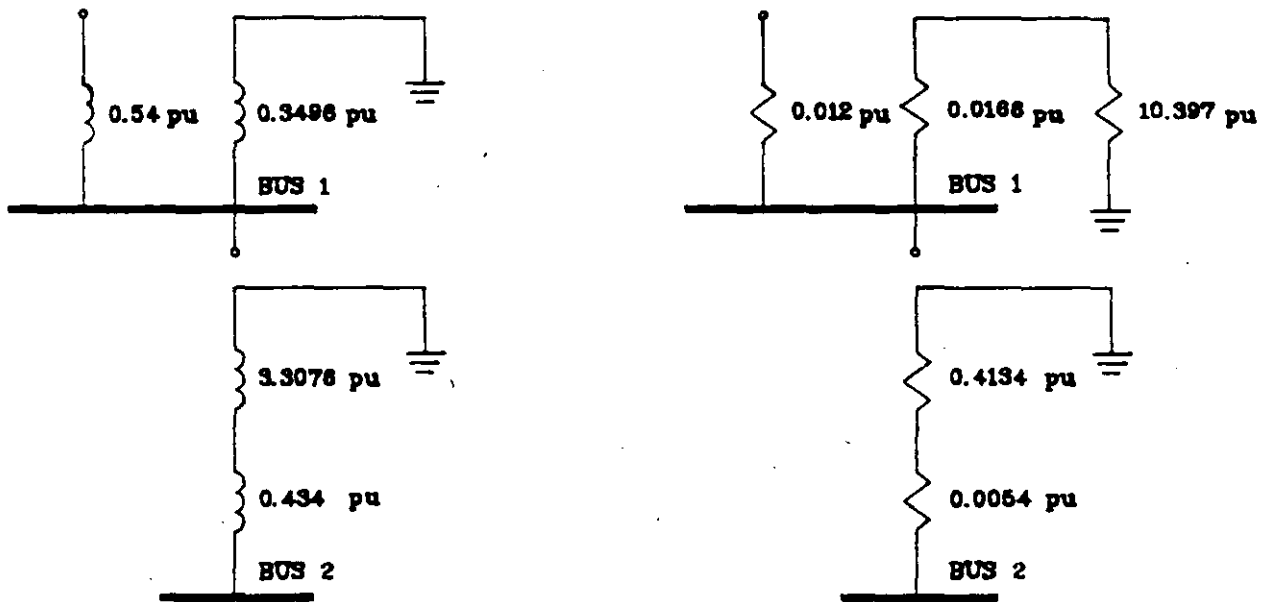 0.54 pu
0.3496 pu
BUS 1
3.3076 pu
0.434 pu
BUS 2
0.012 pu
0.0168 pu
10.397 pu
BUS 1
0.4134 pu
0.0054 pu
BUS 2